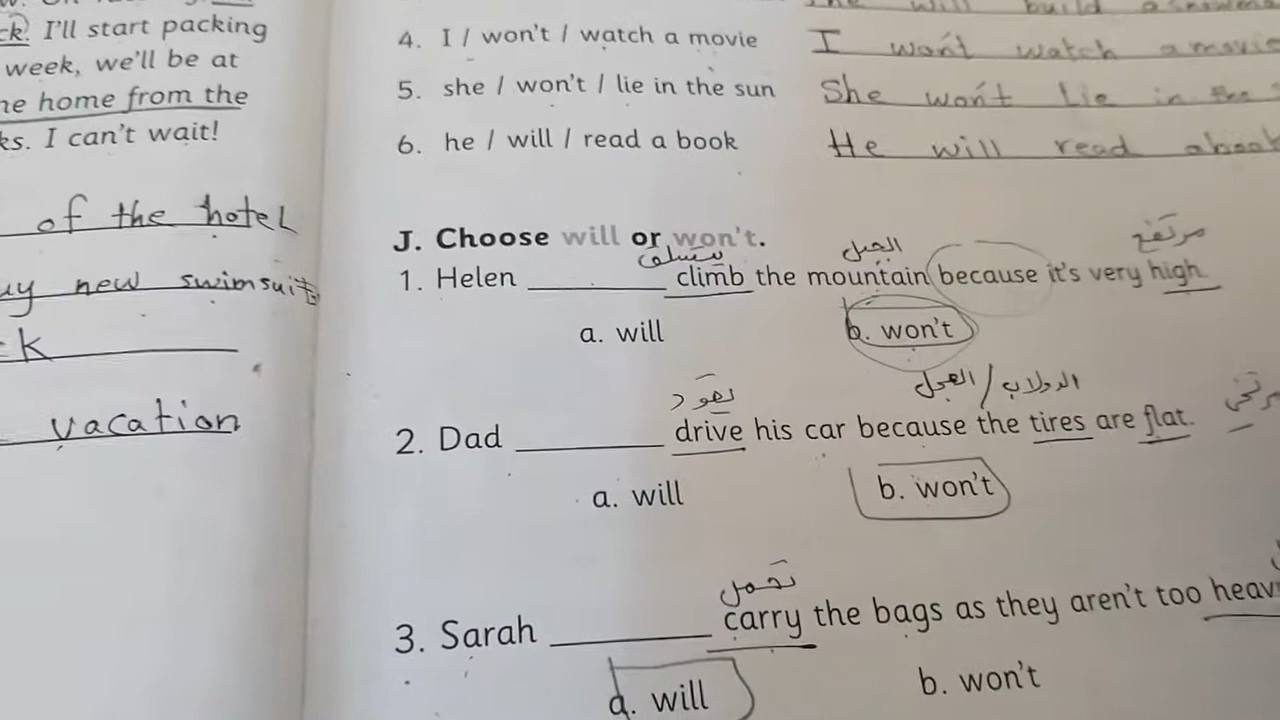 ck. I'll start packing
week, we'll be at
home from the
ks. I can't wait!
of the hotel
new swimsuit
ck
vacation
will build
4. I / won't / watch a movie I won't watch a movie
5. she / won't / lie in the sun She won't lie in the
6. he / will / read a book He will read a book
J. Choose will or won't.
يتسلق الجبل مرتفع
1. Helen ________ climb the mountain because it's very high
a. will b. won't
يقود العجل / الدولاب
2. Dad ________ drive his car because the tires are flat.
a. will b. won't
تحمل
3. Sarah ________ carry the bags as they aren't too heav
a. will b. won't